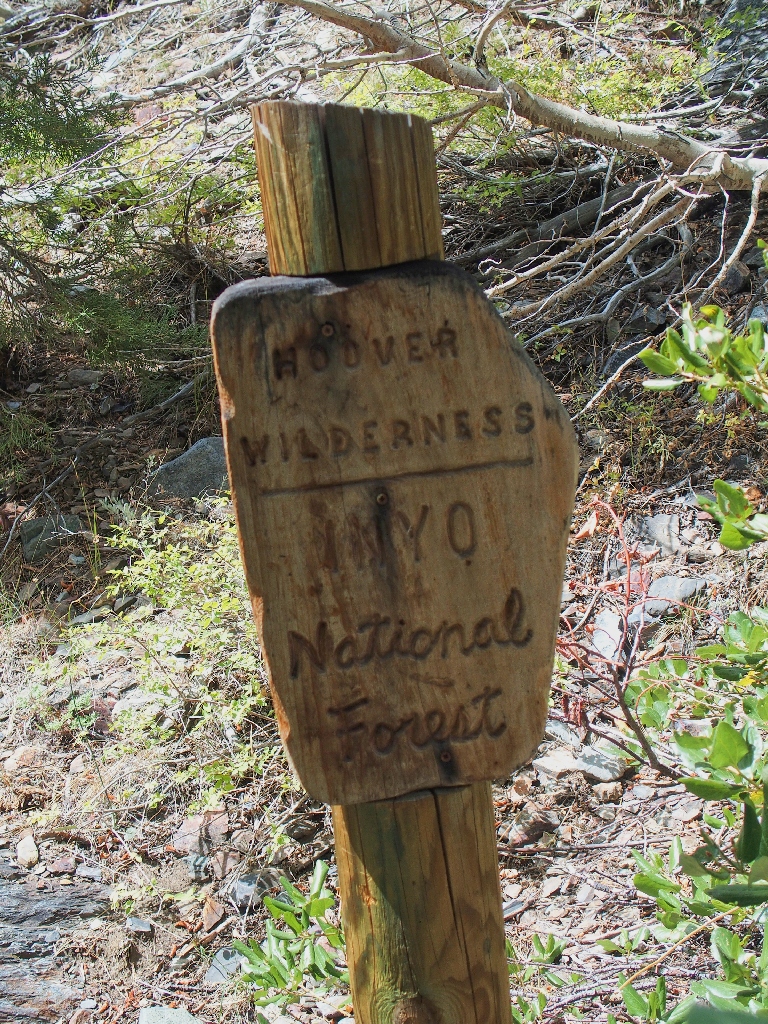 HOOVER
WILDERNESS
INYO
National
Forest